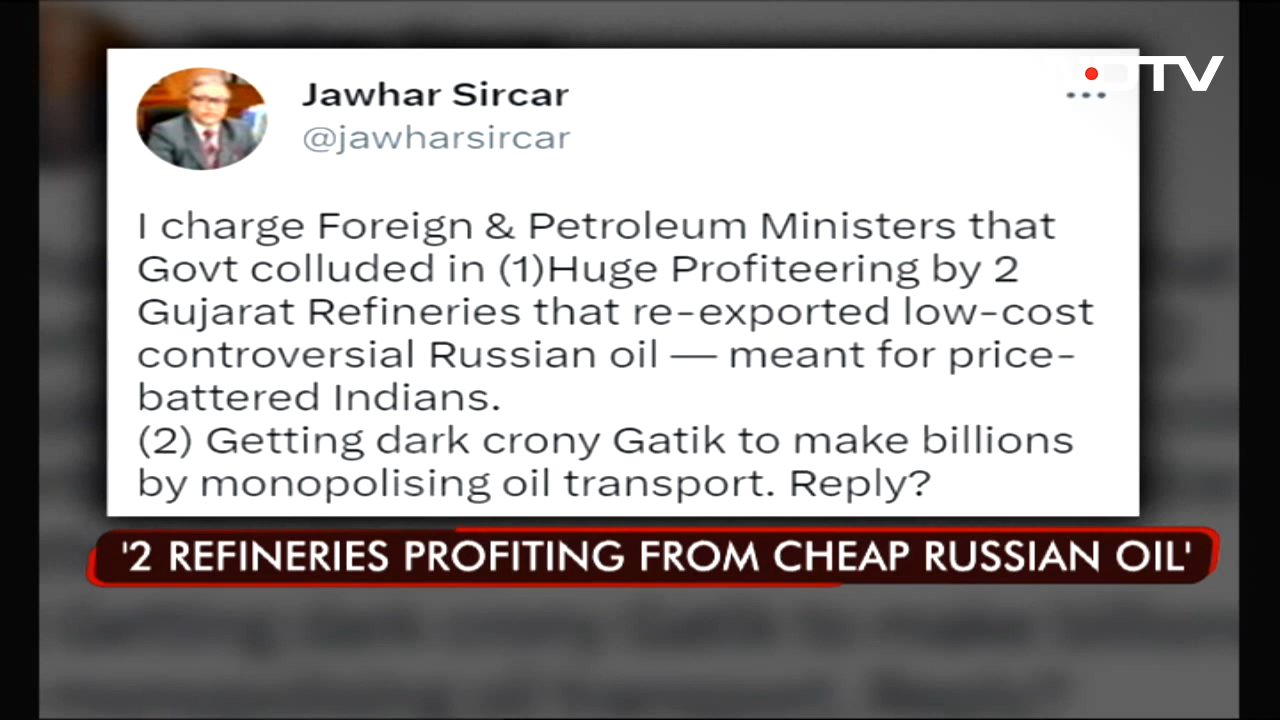 NDTV
Jawhar Sircar
@jawharsircar
I charge Foreign & Petroleum Ministers that
Govt colluded in (1)Huge Profiteering by 2
Gujarat Refineries that re-exported low-cost
controversial Russian oil — meant for price-
battered Indians.
(2) Getting dark crony Gatik to make billions
by monopolising oil transport. Reply?
'2 REFINERIES PROFITING FROM CHEAP RUSSIAN OIL'